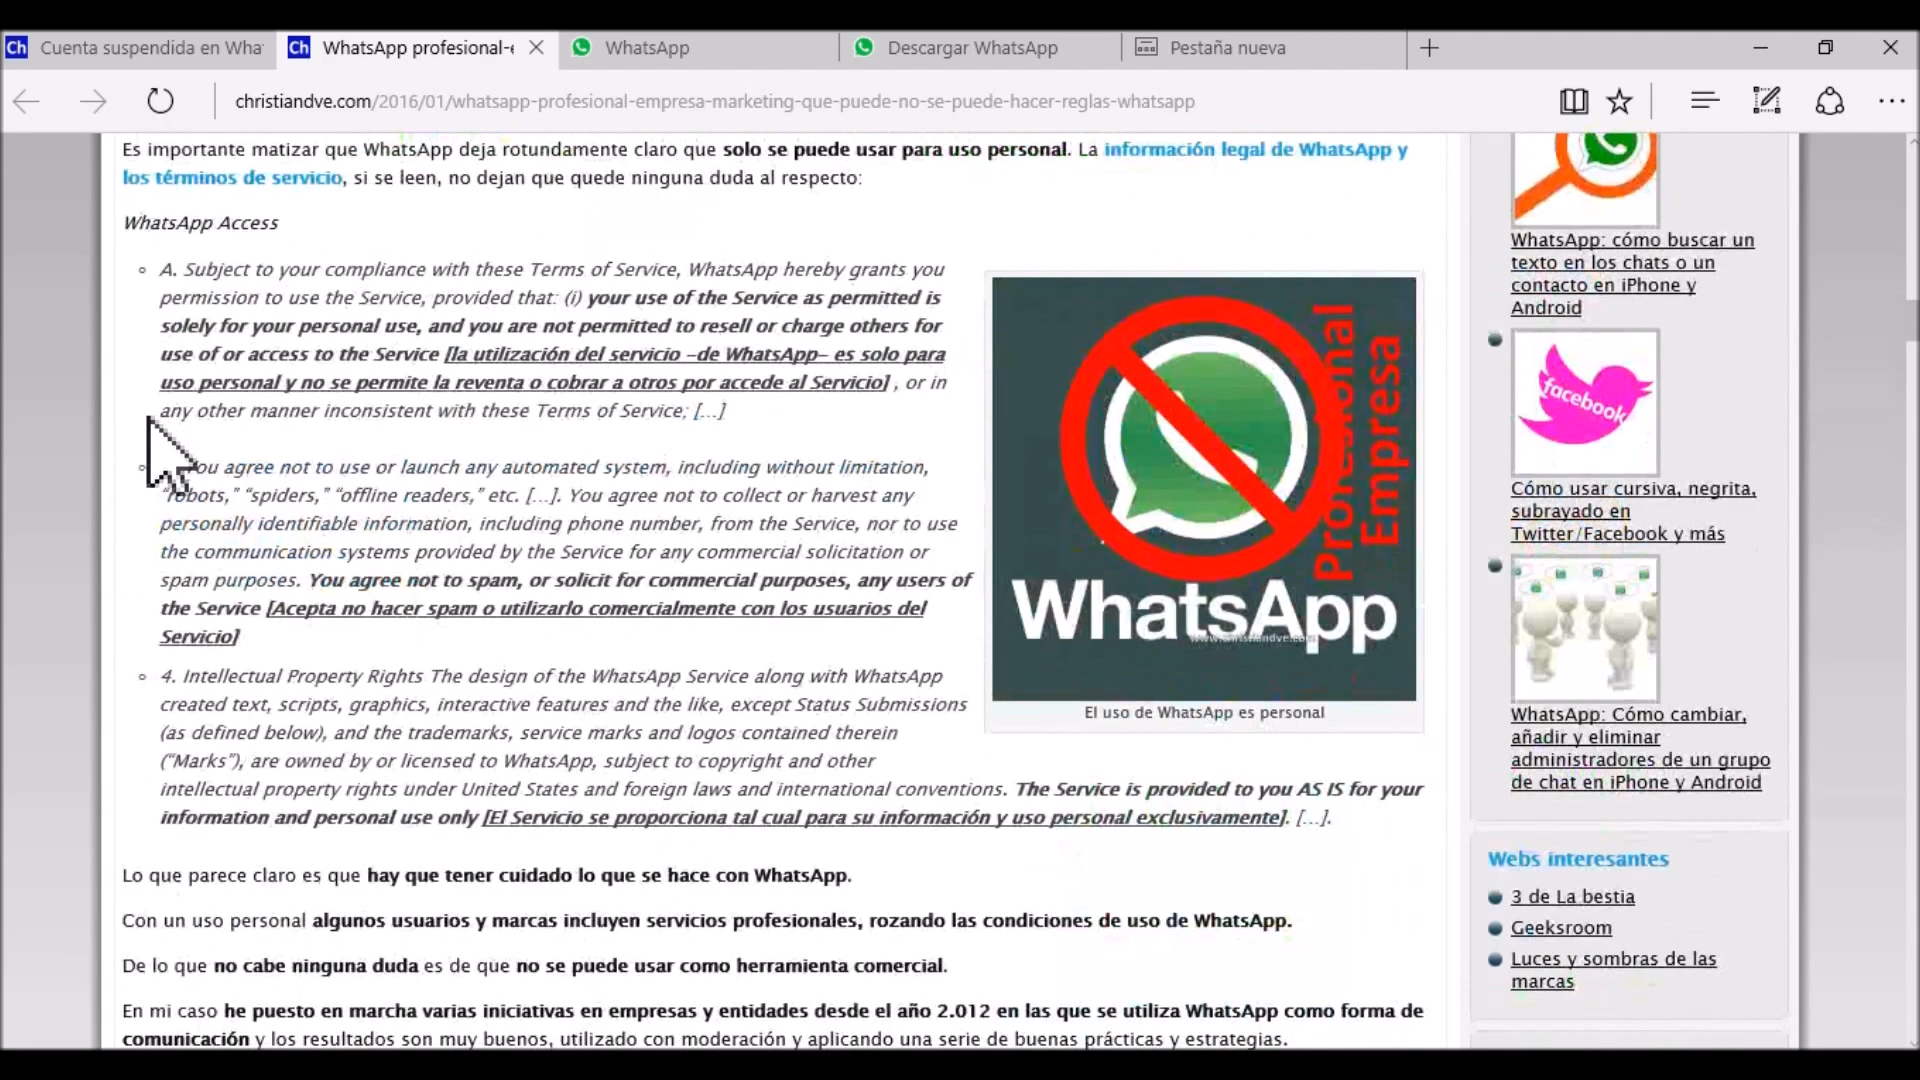 Cuenta suspendida en Wha
WhatsApp profesional-e
WhatsApp
Descargar WhatsApp
Pestaña nueva
christiandve.com/2016/01/whatsapp-profesional-empresa-marketing-que-puede-no-se-puede-hacer-reglas-whatsapp
Es importante matizar que WhatsApp deja rotundamente claro que solo se puede usar para uso personal. La información legal de WhatsApp y
los términos de servicio, si se leen, no dejan que quede ninguna duda al respecto:
WhatsApp Access
A. Subject to your compliance with these Terms of Service, WhatsApp hereby grants you
permission to use the Service, provided that: (i) your use of the Service as permitted is
solely for your personal use, and you are not permitted to resell or charge others for
use of or access to the Service [la utilización del servicio –de WhatsApp– es solo para
uso personal y no se permite la reventa o cobrar a otros por accede al Servicio] , or in
any other manner inconsistent with these Terms of Service; [...]
ou agree not to use or launch any automated system, including without limitation,
“robots,” “spiders,” “offline readers,” etc. [...]. You agree not to collect or harvest any
personally identifiable information, including phone number, from the Service, nor to use
the communication systems provided by the Service for any commercial solicitation or
spam purposes. You agree not to spam, or solicit for commercial purposes, any users of
the Service [Acepta no hacer spam o utilizarlo comercialmente con los usuarios del
Servicio]
4. Intellectual Property Rights The design of the WhatsApp Service along with WhatsApp
created text, scripts, graphics, interactive features and the like, except Status Submissions
(as defined below), and the trademarks, service marks and logos contained therein
(“Marks”), are owned by or licensed to WhatsApp, subject to copyright and other
intellectual property rights under United States and foreign laws and international conventions. The Service is provided to you AS IS for your
information and personal use only [El Servicio se proporciona tal cual para su información y uso personal exclusivamente]. [...].
Profesional
Empresa
WhatsApp
www.christiandve.com
El uso de WhatsApp es personal
Lo que parece claro es que hay que tener cuidado lo que se hace con WhatsApp.
Con un uso personal algunos usuarios y marcas incluyen servicios profesionales, rozando las condiciones de uso de WhatsApp.
De lo que no cabe ninguna duda es de que no se puede usar como herramienta comercial.
En mi caso he puesto en marcha varias iniciativas en empresas y entidades desde el año 2.012 en las que se utiliza WhatsApp como forma de
comunicación y los resultados son muy buenos, utilizado con moderación y aplicando una serie de buenas prácticas y estrategias.
WhatsApp: cómo buscar un
texto en los chats o un
contacto en iPhone y
Android
facebook
Cómo usar cursiva, negrita,
subrayado en
Twitter/Facebook y más
WhatsApp: Cómo cambiar,
añadir y eliminar
administradores de un grupo
de chat en iPhone y Android
Webs interesantes
3 de La bestia
Geeksroom
Luces y sombras de las
marcas